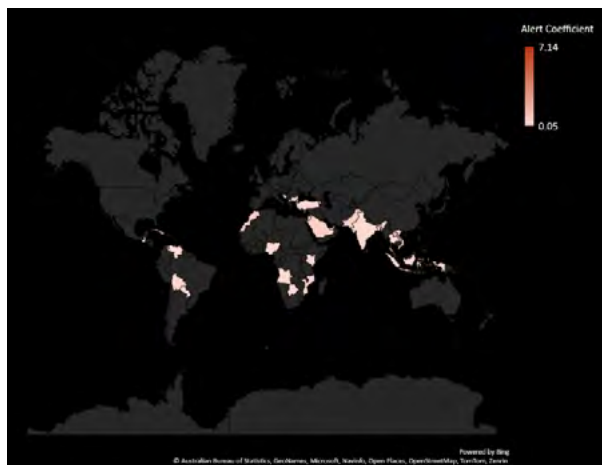 Alert Coefficient
7.14
0.05
Powered by Bing
© Australian Bureau of Statistics, GeoNames, Microsoft, Navinfo, Open Places, OpenStreetMap, TomTom, Zenrin